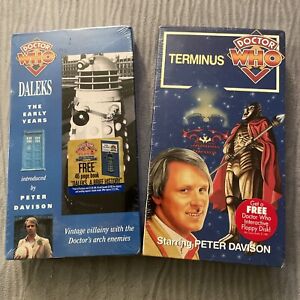 DOCTOR
WHO
DALEKS
THE
EARLY
YEARS
introduced
by
PETER
DAVISON
FREE
Vintage villainy with the
Doctor's arch enemies
TERMINUS
DOCTOR
WHO
Get a
FREE
Doctor Who
Interactive
Floppy Disk!
Starring PETER DAVISON